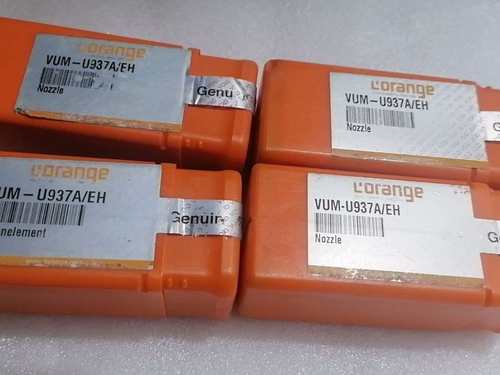 L'orange
VUM-U937A/EH
Nozzle
Genui
L'orange
VUM-U937A/EH
Nozzle
G
L'orange
UM-U937A/EH
nelement
Genuin
L'orange
VUM-U937A/EH
Nozzle
G